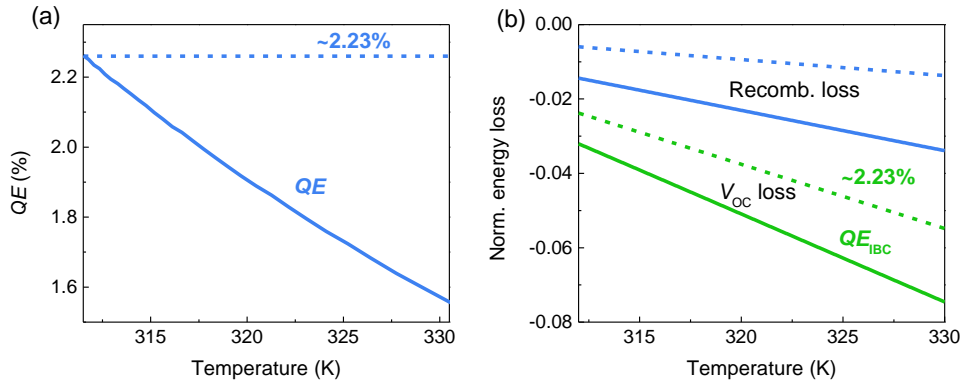 (a)
~2.23%
2.2
2.0
1.8
1.6
QE (%)
QE
315
320
325
330
Temperature (K)
(b)
0.00
-0.02
-0.04
-0.06
-0.08
Norm. energy loss
Recomb. loss
~2.23%
VOC loss
QEIBC
315
320
325
330
Temperature (K)